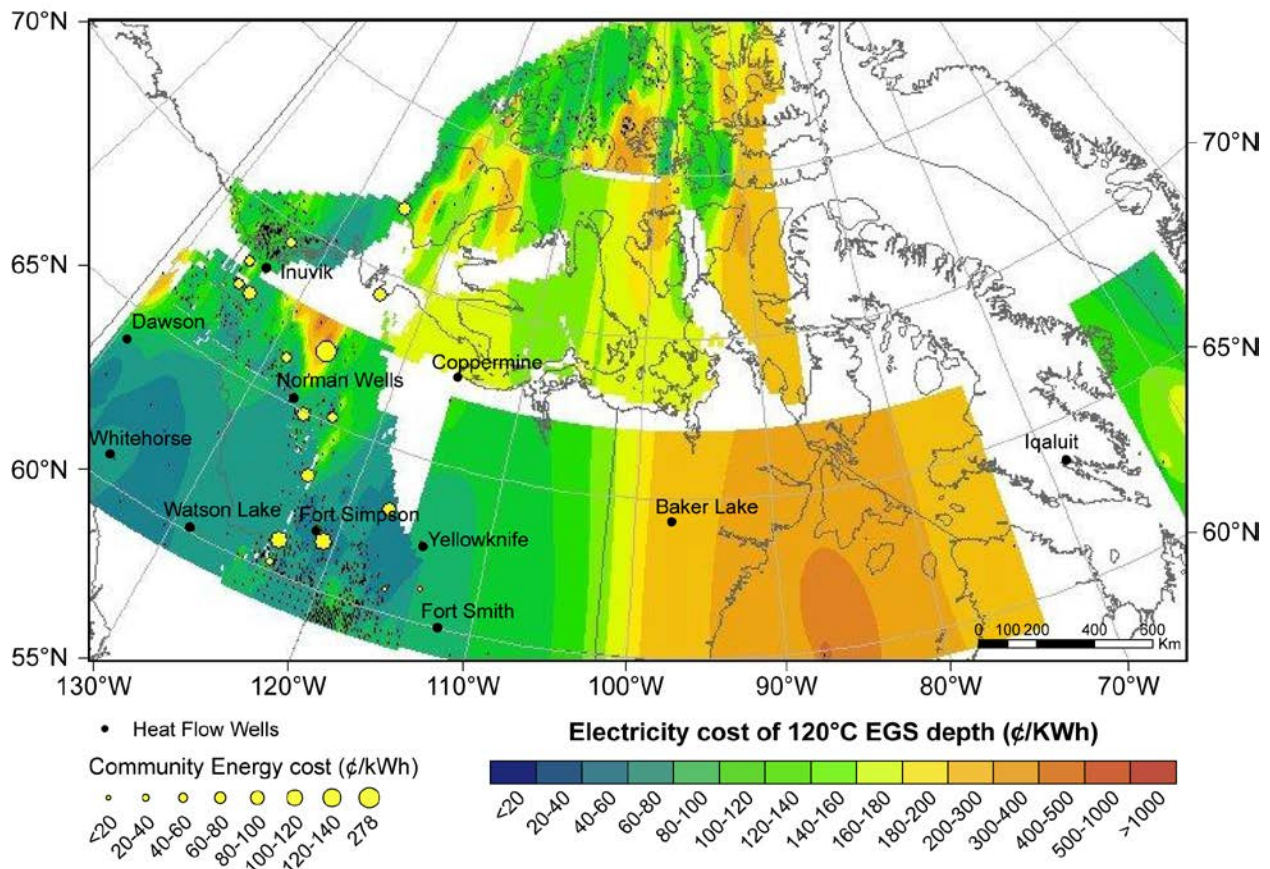 70°N
65°N
60°N
55°N
70°N
65°N
60°N
Inuvik
Dawson
Coppermine
Norman Wells
Whitehorse
Iqaluit
Watson Lake
Fort Simpson
Baker Lake
Yellowknife
Fort Smith
0 100 200 400 600
Km
130°W 120°W 110°W 100°W 90°W 80°W 70°W
Heat Flow Wells
Community Energy cost (¢/kWh)
<20 20-40 40-60 60-80 80-100 100-120 120-140 278
Electricity cost of 120°C EGS depth (¢/KWh)
<20 20-40 40-60 60-80 80-100 100-120 120-140 140-160 160-180 180-200 200-300 300-400 400-500 500-1000 >1000